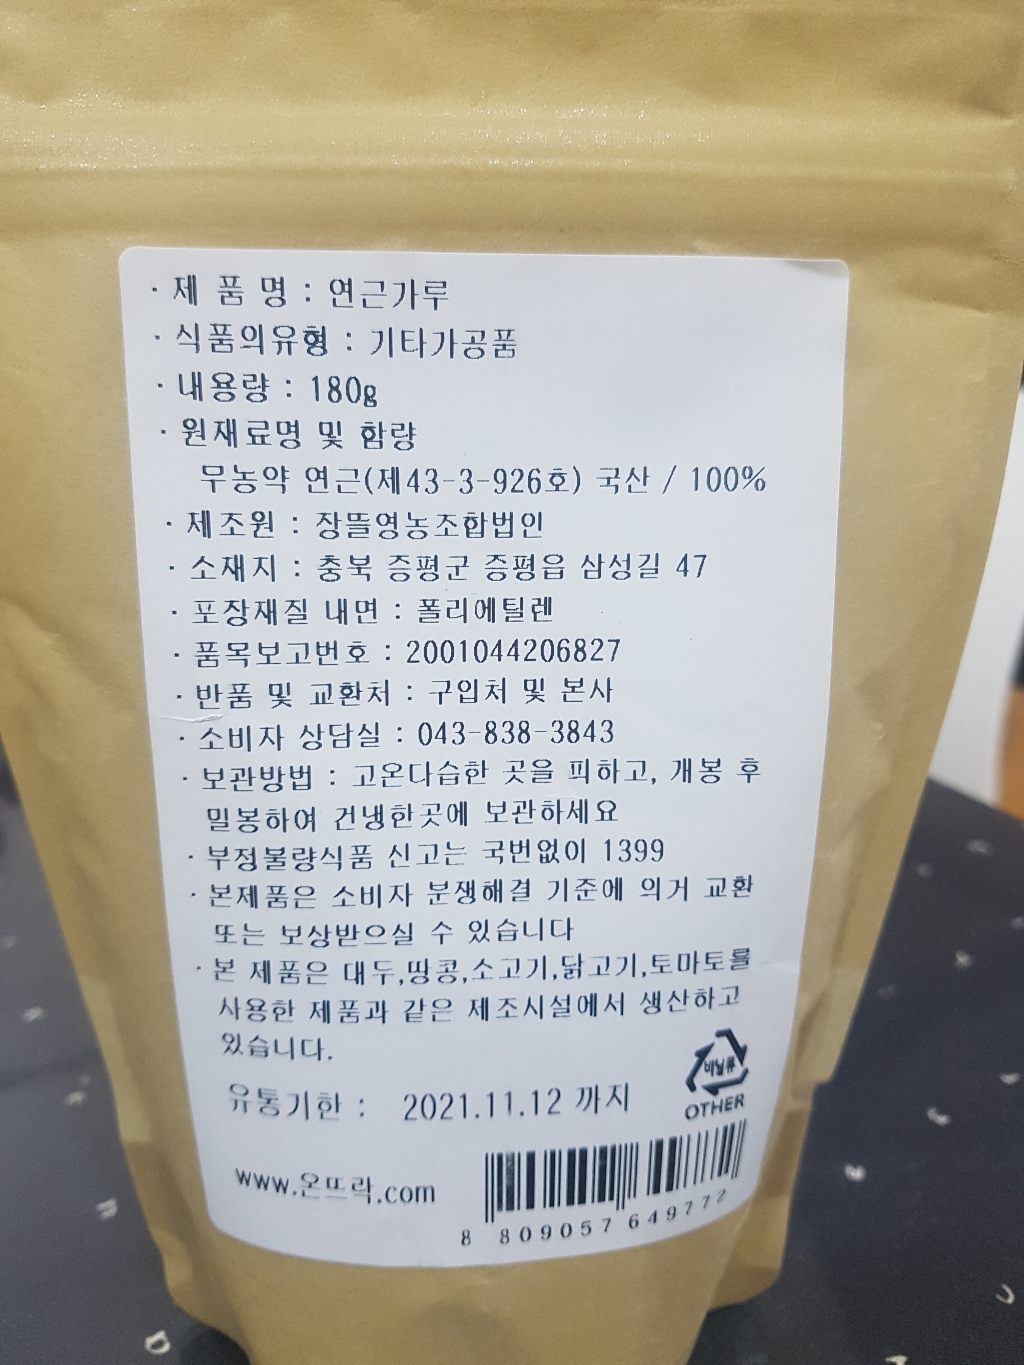 · 제 품 명 : 연근가루
· 식품의유형 : 기타가공품
· 내용량 : 180g
· 원재료명 및 함량
무농약 연근(제43-3-926호) 국산 / 100%
· 제조원 : 장뜰영농조합법인
· 소재지 : 충북 증평군 증평읍 삼성길 47
· 포장재질 내면 : 폴리에틸렌
· 품목보고번호 : 2001044206827
· 반품 및 교환처 : 구입처 및 본사
· 소비자 상담실 : 043-838-3843
· 보관방법 : 고온다습한 곳을 피하고, 개봉 후
밀봉하여 건냉한곳에 보관하세요
· 부정불량식품 신고는 국번없이 1399
· 본제품은 소비자 분쟁해결 기준에 의거 교환
또는 보상받으실 수 있습니다
· 본 제품은 대두,땅콩,소고기,닭고기,토마토를
사용한 제품과 같은 제조시설에서 생산하고
있습니다.
비닐류
OTHER
유통기한 : 2021.11.12 까지
www.온뜨락.com
8 809057 649772